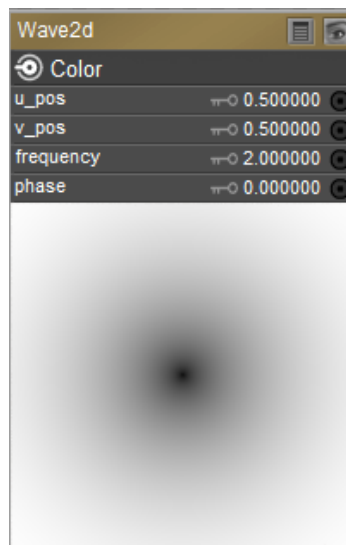 Wave2d
Color
u_pos 0.500000
v_pos 0.500000
frequency 2.000000
phase 0.000000